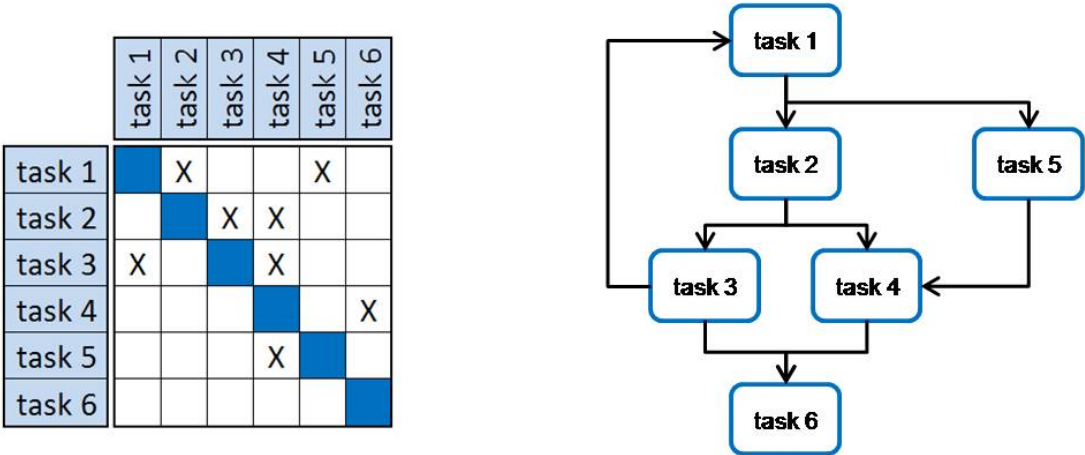 task 1 task 2 task 3 task 4 task 5 task 6
task 1 X X
task 2 X X
task 3 X X
task 4 X
task 5 X
task 6
task 1
task 2 task 5
task 3 task 4
task 6